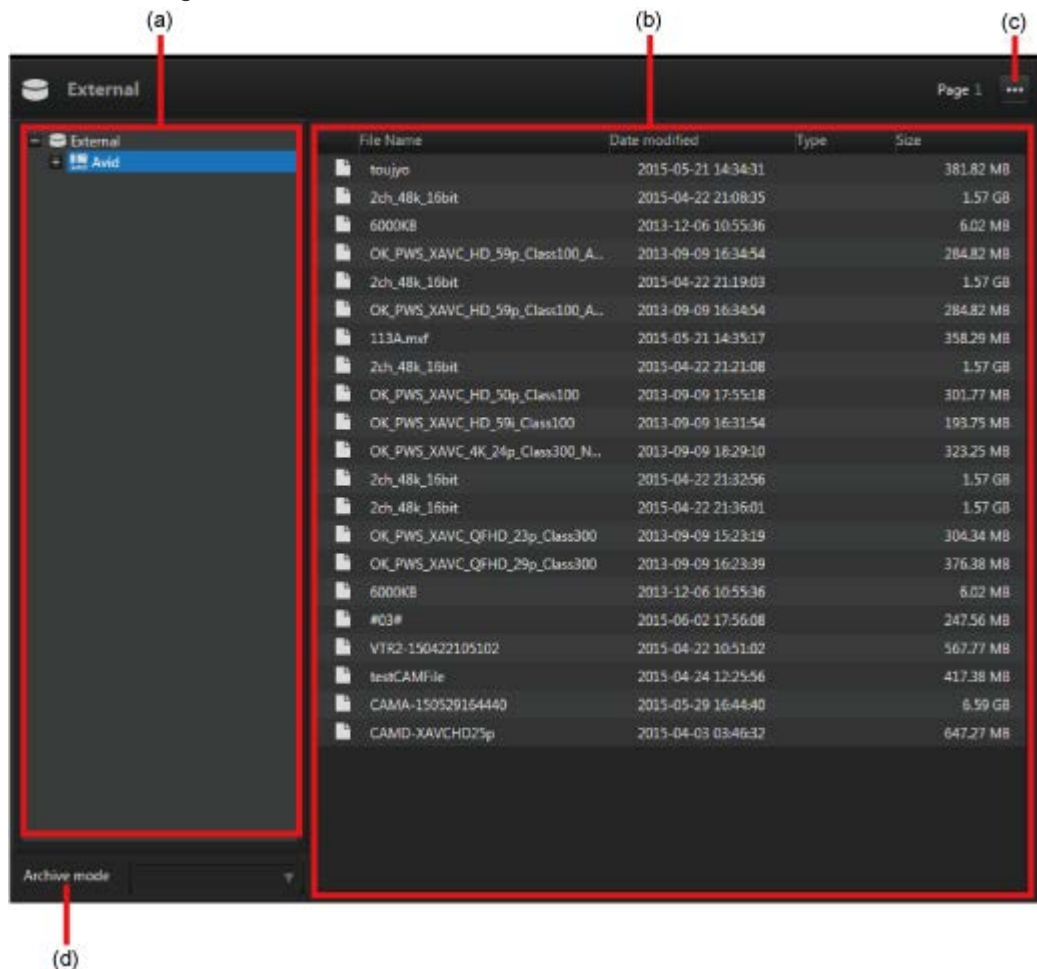 (a) (b) (c)
External Page 1 •••
External
Avid
File Name Date modified Type Size
toujyo 2015-05-21 14:34:31 381.82 MB
2ch_48k_16bit 2015-04-22 21:08:35 1.57 GB
6000KB 2013-12-06 10:55:36 6.02 MB
OK_PWS_XAVC_HD_59p_Class100_A... 2013-09-09 16:34:54 284.82 MB
2ch_48k_16bit 2015-04-22 21:19:03 1.57 GB
OK_PWS_XAVC_HD_59p_Class100_A... 2013-09-09 16:34:54 284.82 MB
113A.mxf 2015-05-21 14:35:17 358.29 MB
2ch_48k_16bit 2015-04-22 21:21:08 1.57 GB
OK_PWS_XAVC_HD_50p_Class100 2013-09-09 17:55:18 301.77 MB
OK_PWS_XAVC_HD_59i_Class100 2013-09-09 16:31:54 193.75 MB
OK_PWS_XAVC_4K_24p_Class300_N... 2013-09-09 18:29:10 323.25 MB
2ch_48k_16bit 2015-04-22 21:32:56 1.57 GB
2ch_48k_16bit 2015-04-22 21:36:01 1.57 GB
OK_PWS_XAVC_QFHD_23p_Class300 2013-09-09 15:23:19 304.34 MB
OK_PWS_XAVC_QFHD_29p_Class300 2013-09-09 16:23:39 376.38 MB
6000KB 2013-12-06 10:55:36 6.02 MB
#03# 2015-06-02 17:56:08 247.56 MB
VTR2-150422105102 2015-04-22 10:51:02 567.77 MB
testCAMFile 2015-04-24 12:25:56 417.38 MB
CAMA-150529164440 2015-05-29 16:44:40 6.59 GB
CAMD-XAVCHD25p 2015-04-03 03:46:32 647.27 MB
Archive mode
(d)